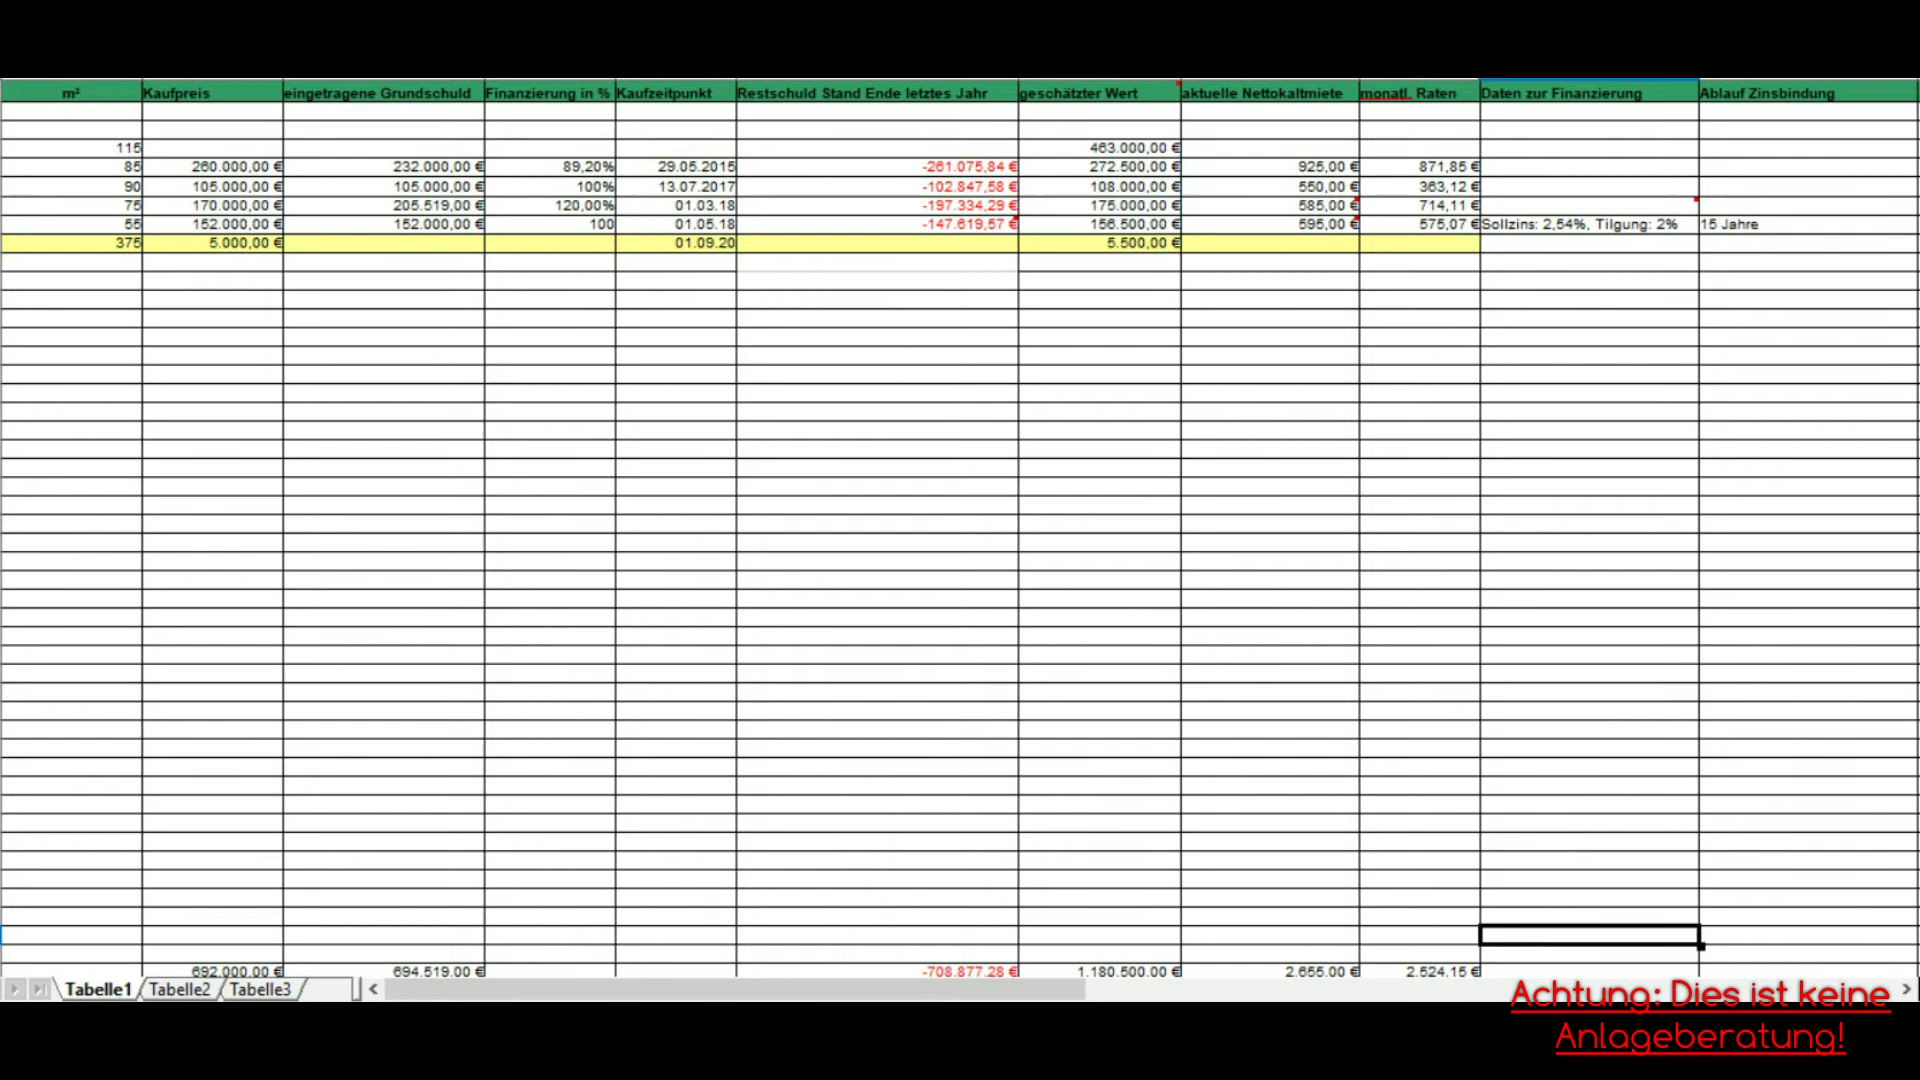 m² Kaufpreis eingetragene Grundschuld Finanzierung in % Kaufzeitpunkt Restschuld Stand Ende letztes Jahr geschätzter Wert aktuelle Nettokaltmiete monatl. Raten Daten zur Finanzierung Ablauf Zinsbindung
115 463.000,00 €
85 260.000,00 € 232.000,00 € 89,20% 29.05.2015 -261.075,84 € 272.500,00 € 925,00 € 871,85 €
90 105.000,00 € 105.000,00 € 100% 13.07.2017 -102.847,58 € 108.000,00 € 550,00 € 363,12 €
75 170.000,00 € 205.519,00 € 120,00% 01.03.18 -197.334,29 € 175.000,00 € 585,00 € 714,11 €
55 152.000,00 € 152.000,00 € 100 01.05.18 -147.619,57 € 156.500,00 € 595,00 € 575,07 € Sollzins: 2,54%, Tilgung: 2% 15 Jahre
375 5.000,00 € 01.09.20 5.500,00 €
692.000,00 € 694.519,00 € -708.877,28 € 1.180.500,00 € 2.655,00 € 2.524,15 €
Tabelle1 Tabelle2 Tabelle3
Achtung: Dies ist keine
Anlageberatung!